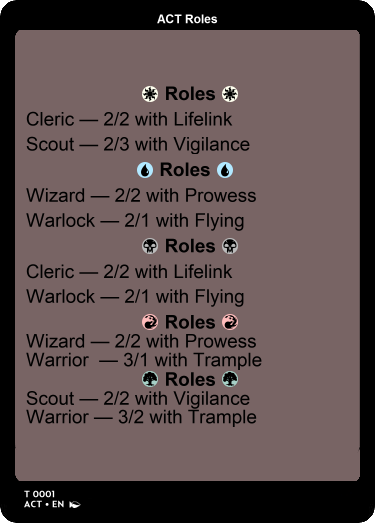 ACT Roles
Roles
Cleric — 2/2 with Lifelink
Scout — 2/3 with Vigilance
Roles
Wizard — 2/2 with Prowess
Warlock — 2/1 with Flying
Roles
Cleric — 2/2 with Lifelink
Warlock — 2/1 with Flying
Roles
Wizard — 2/2 with Prowess
Warrior — 3/1 with Trample
Roles
Scout — 2/2 with Vigilance
Warrior — 3/2 with Trample
T 0001
ACT • EN